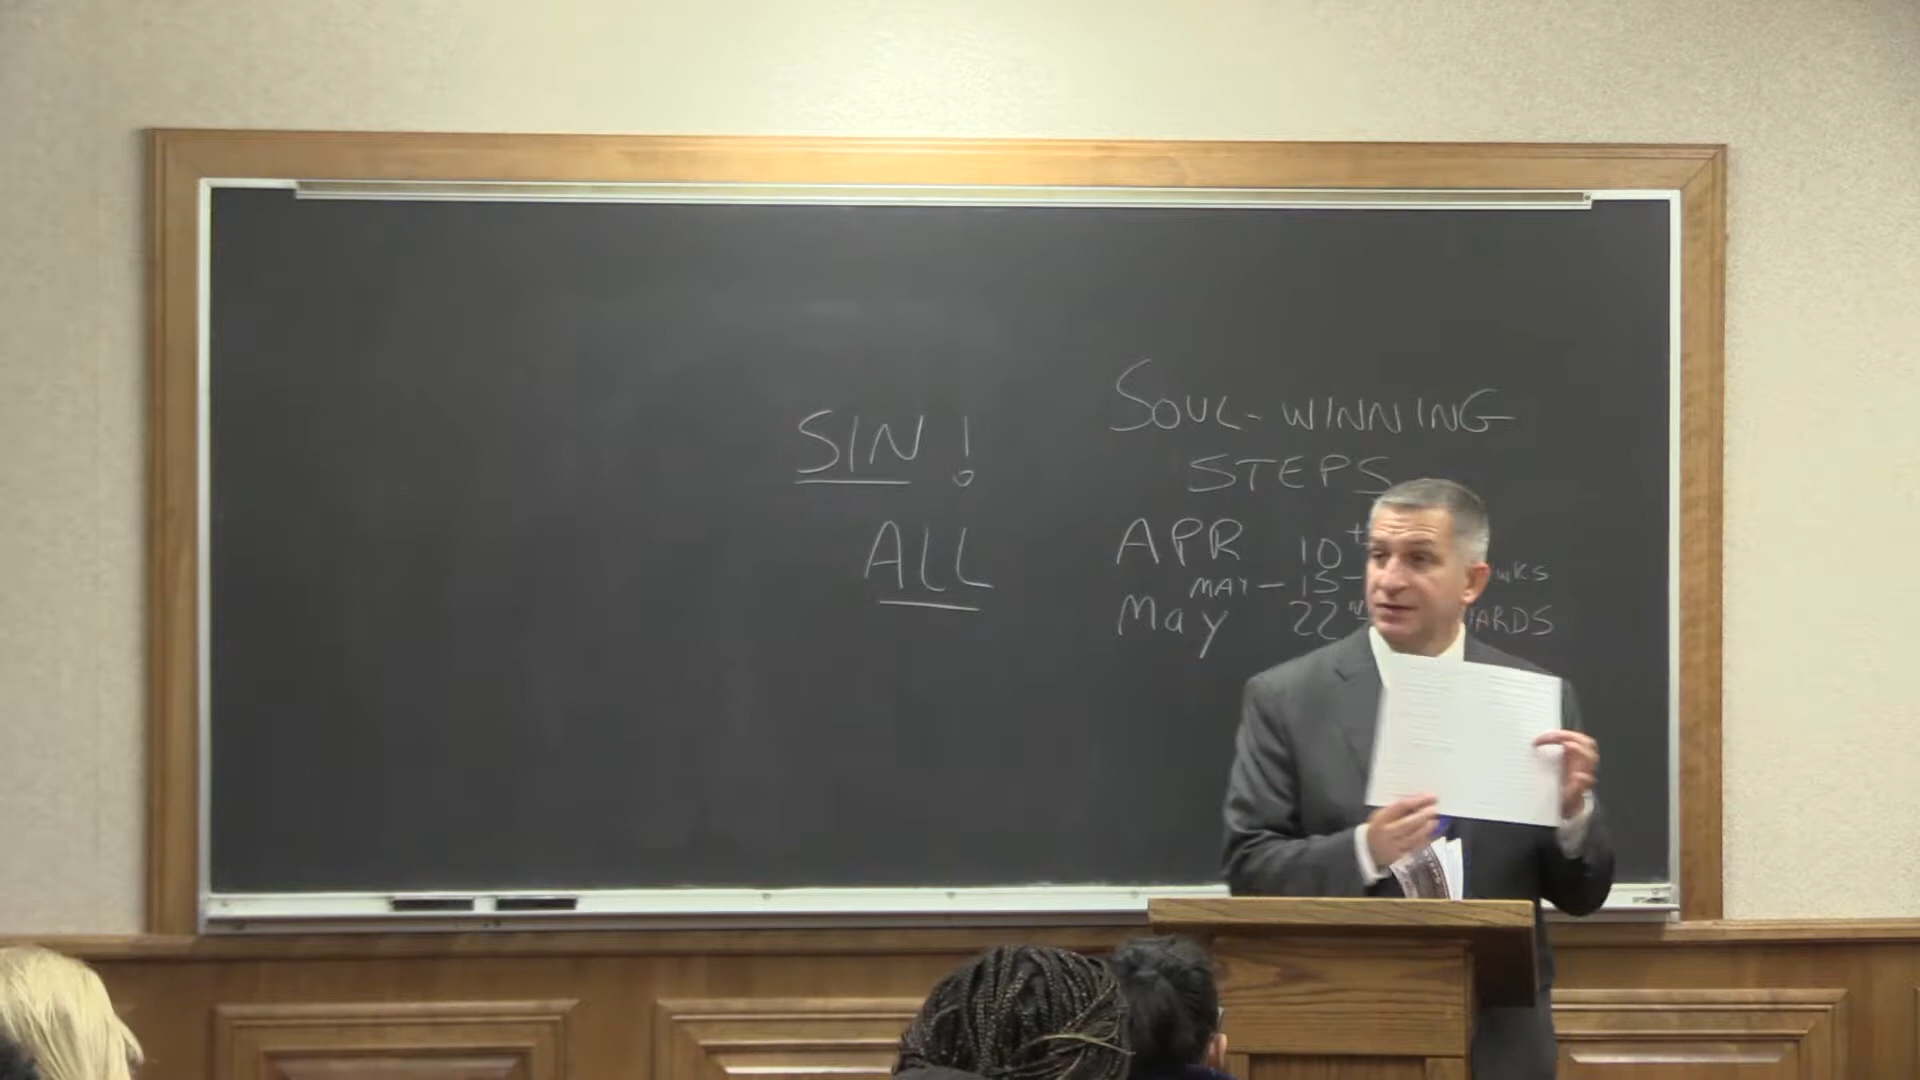 SIN!
ALL
SOUL-WINNING
STEPS
APR 10
MAY - 15 -
May 22